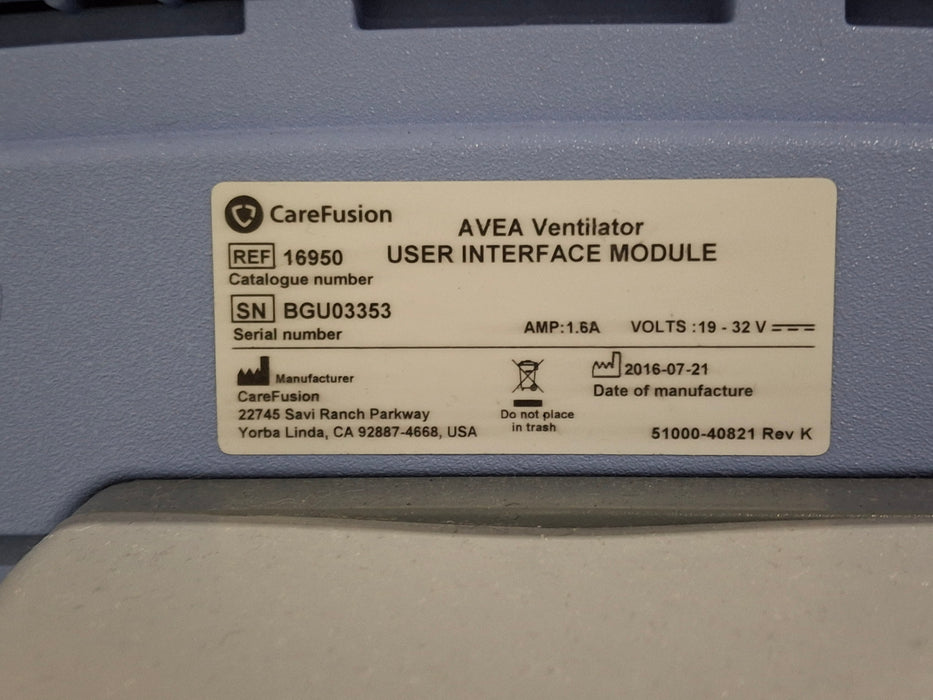 CareFusion
AVEA Ventilator
USER INTERFACE MODULE
REF 16950
Catalogue number
SN BGU03353
Serial number
AMP:1.6A VOLTS :19 - 32 V
Manufacturer
CareFusion
22745 Savi Ranch Parkway
Yorba Linda, CA 92887-4668, USA
Do not place
in trash
2016-07-21
Date of manufacture
51000-40821 Rev K